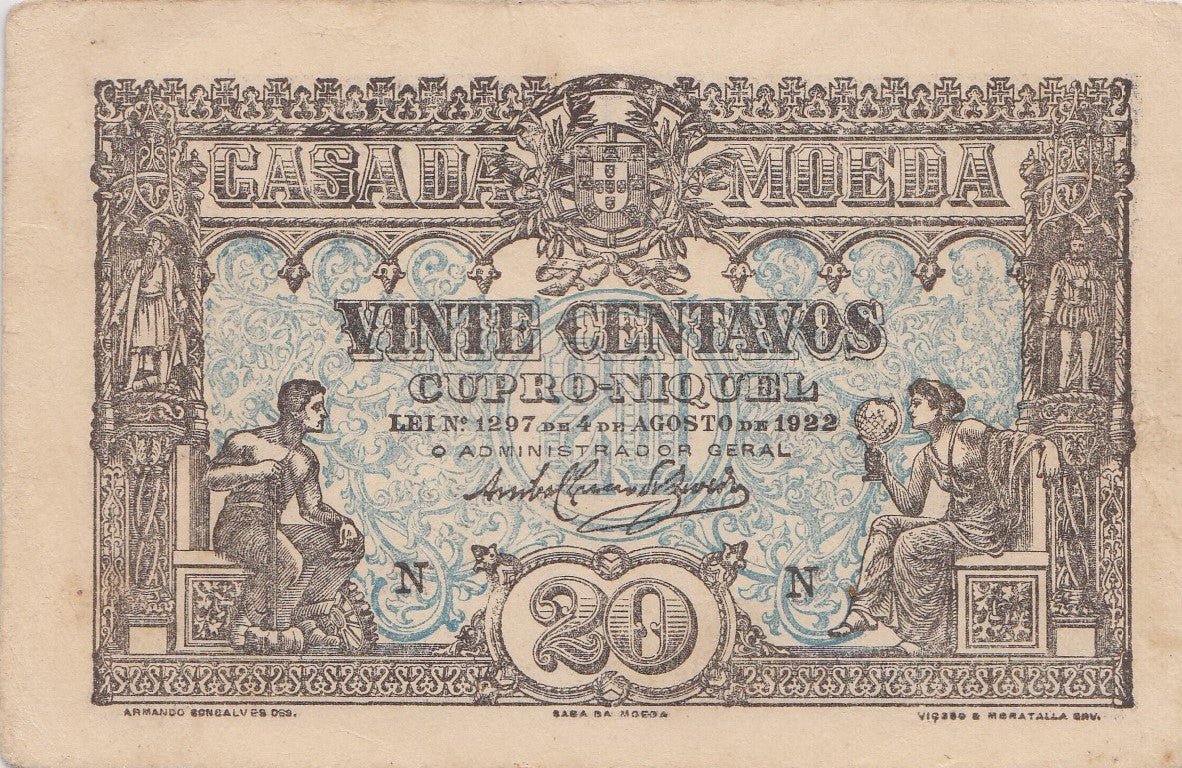 CASA DA MOEDA
VINTE CENTAVOS
CUPRO-NIQUEL
LEI Nº 1297 DE 4 DE AGOSTO DE 1922
O ADMINISTRADOR GERAL
N N
20
ARMANDO GONÇALVES DES. CASA DA MOEDA MORATALLA GRV.